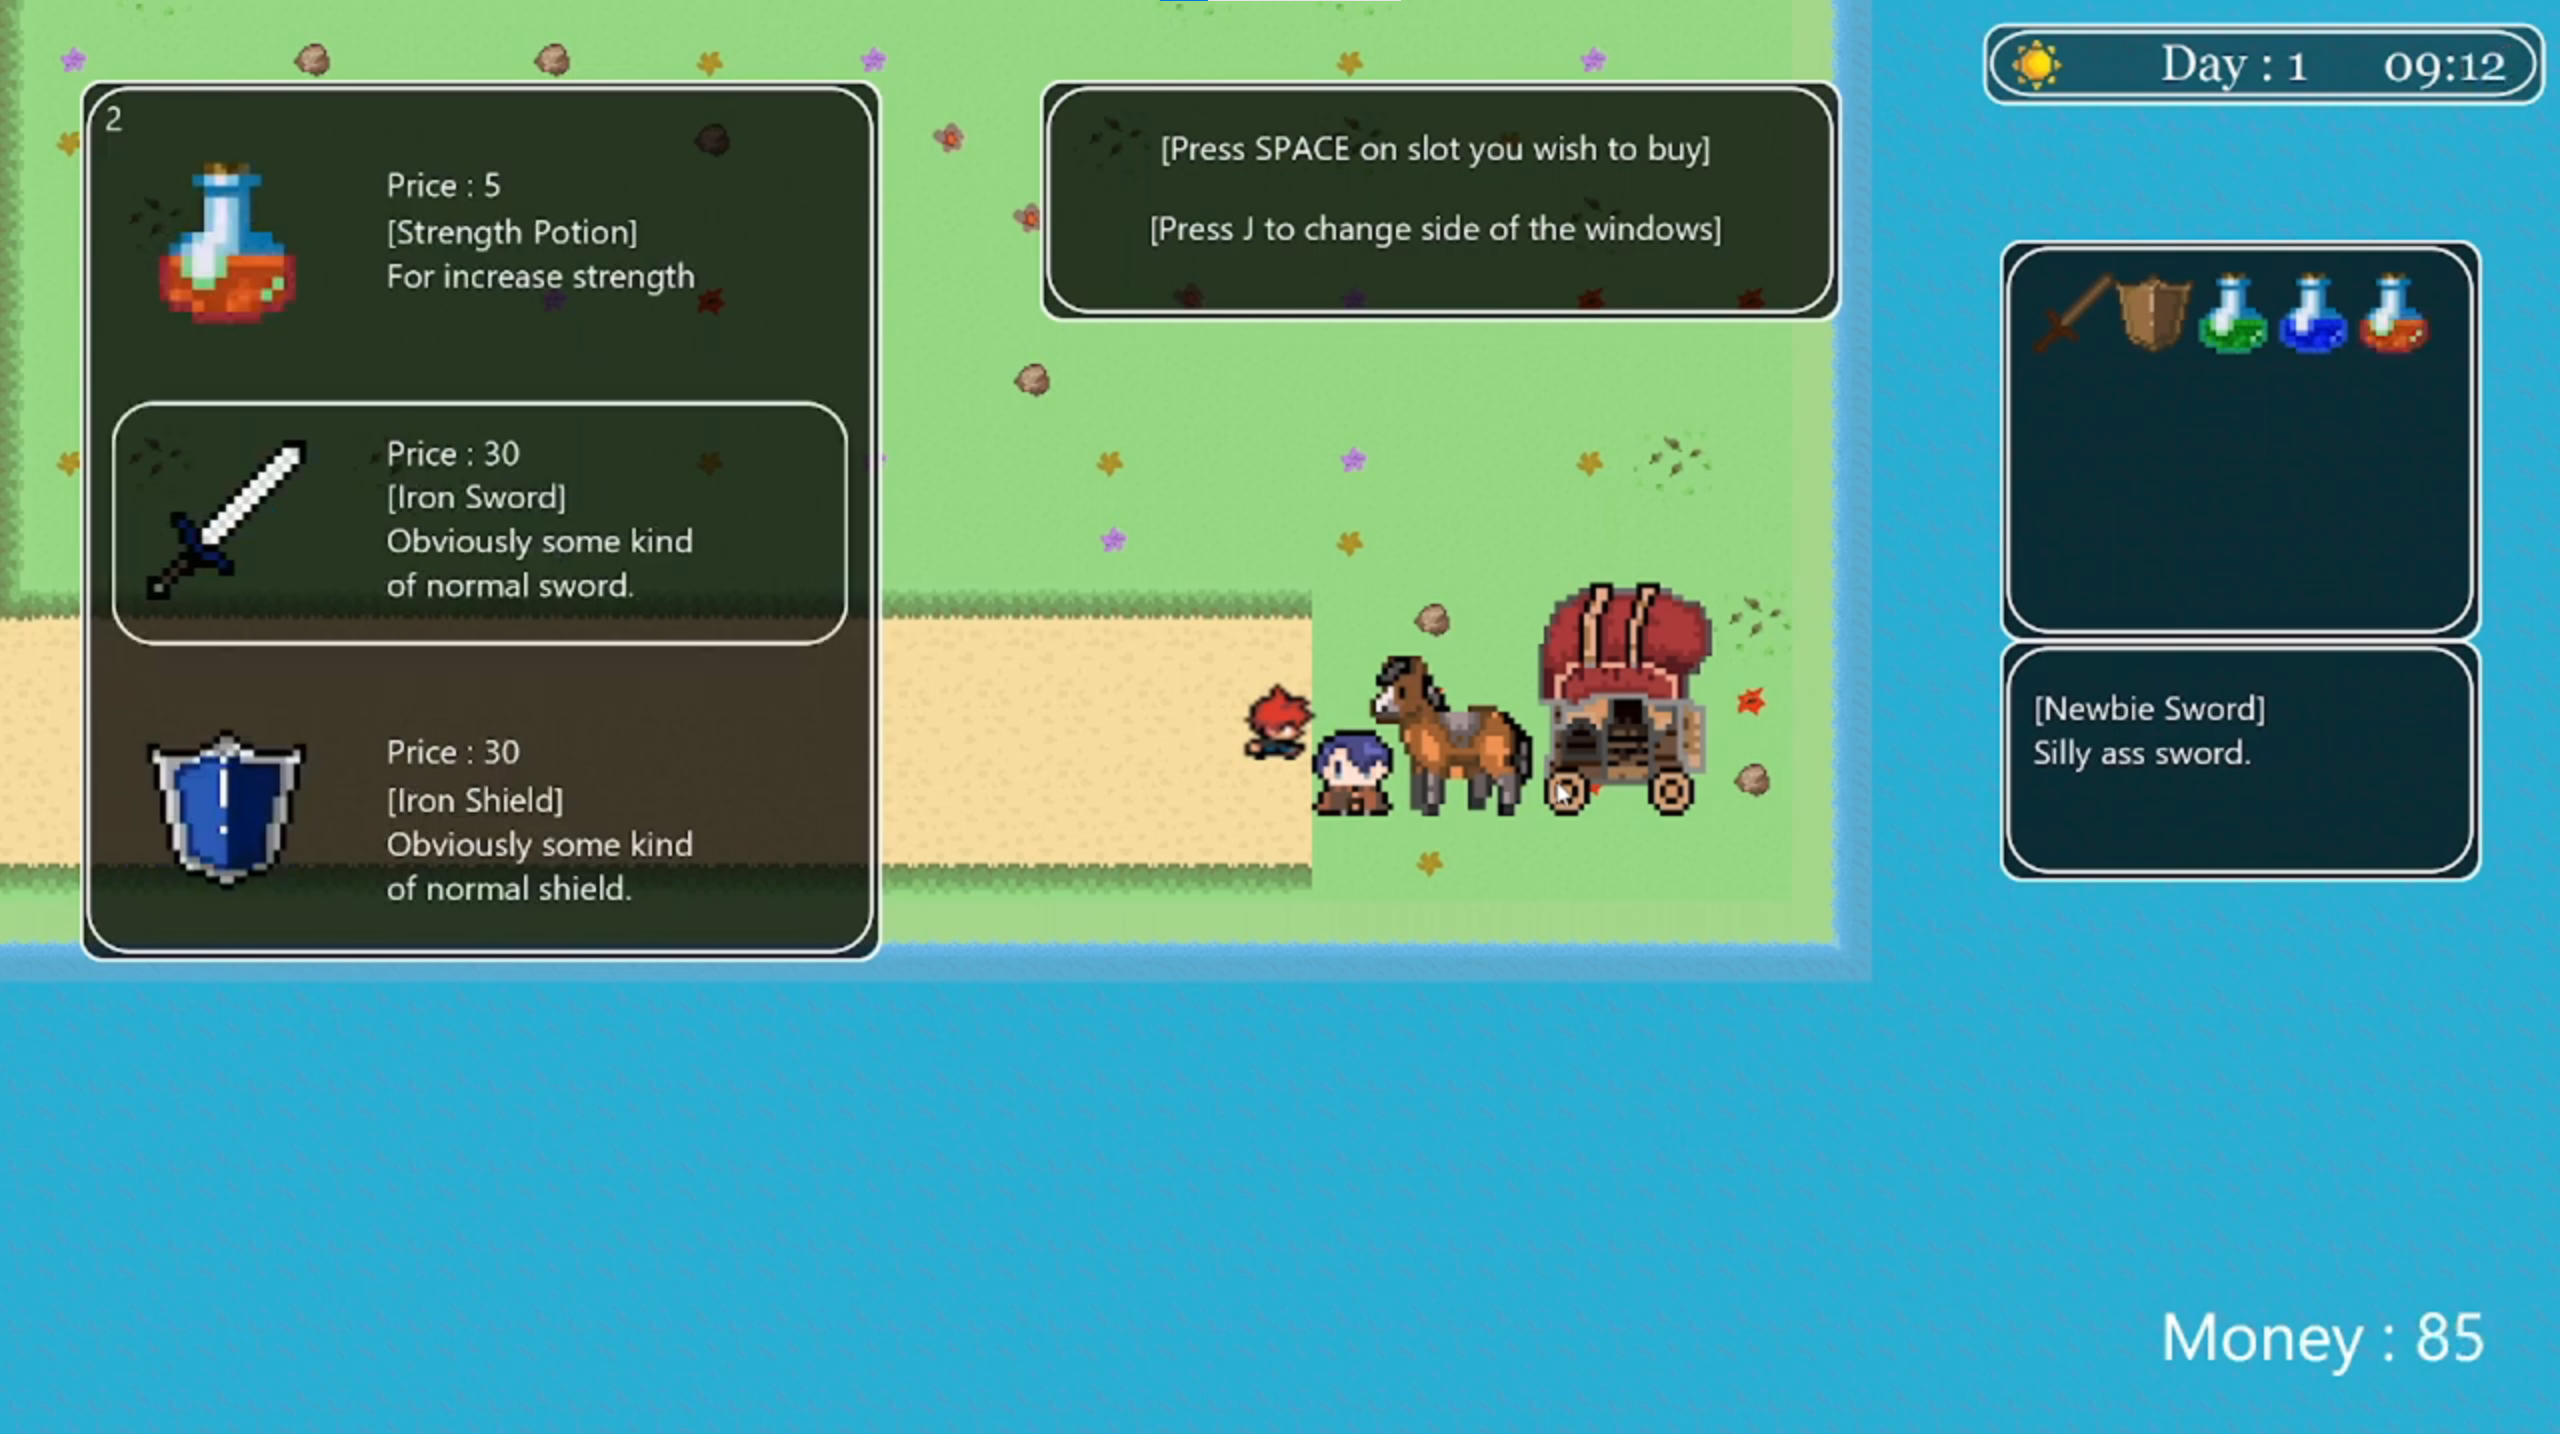 2
Price : 5
[Strength Potion]
For increase strength
Price : 30
[Iron Sword]
Obviously some kind
of normal sword.
Price : 30
[Iron Shield]
Obviously some kind
of normal shield.
[Press SPACE on slot you wish to buy]
[Press J to change side of the windows]
Day : 1 09:12
[Newbie Sword]
Silly ass sword.
Money : 85